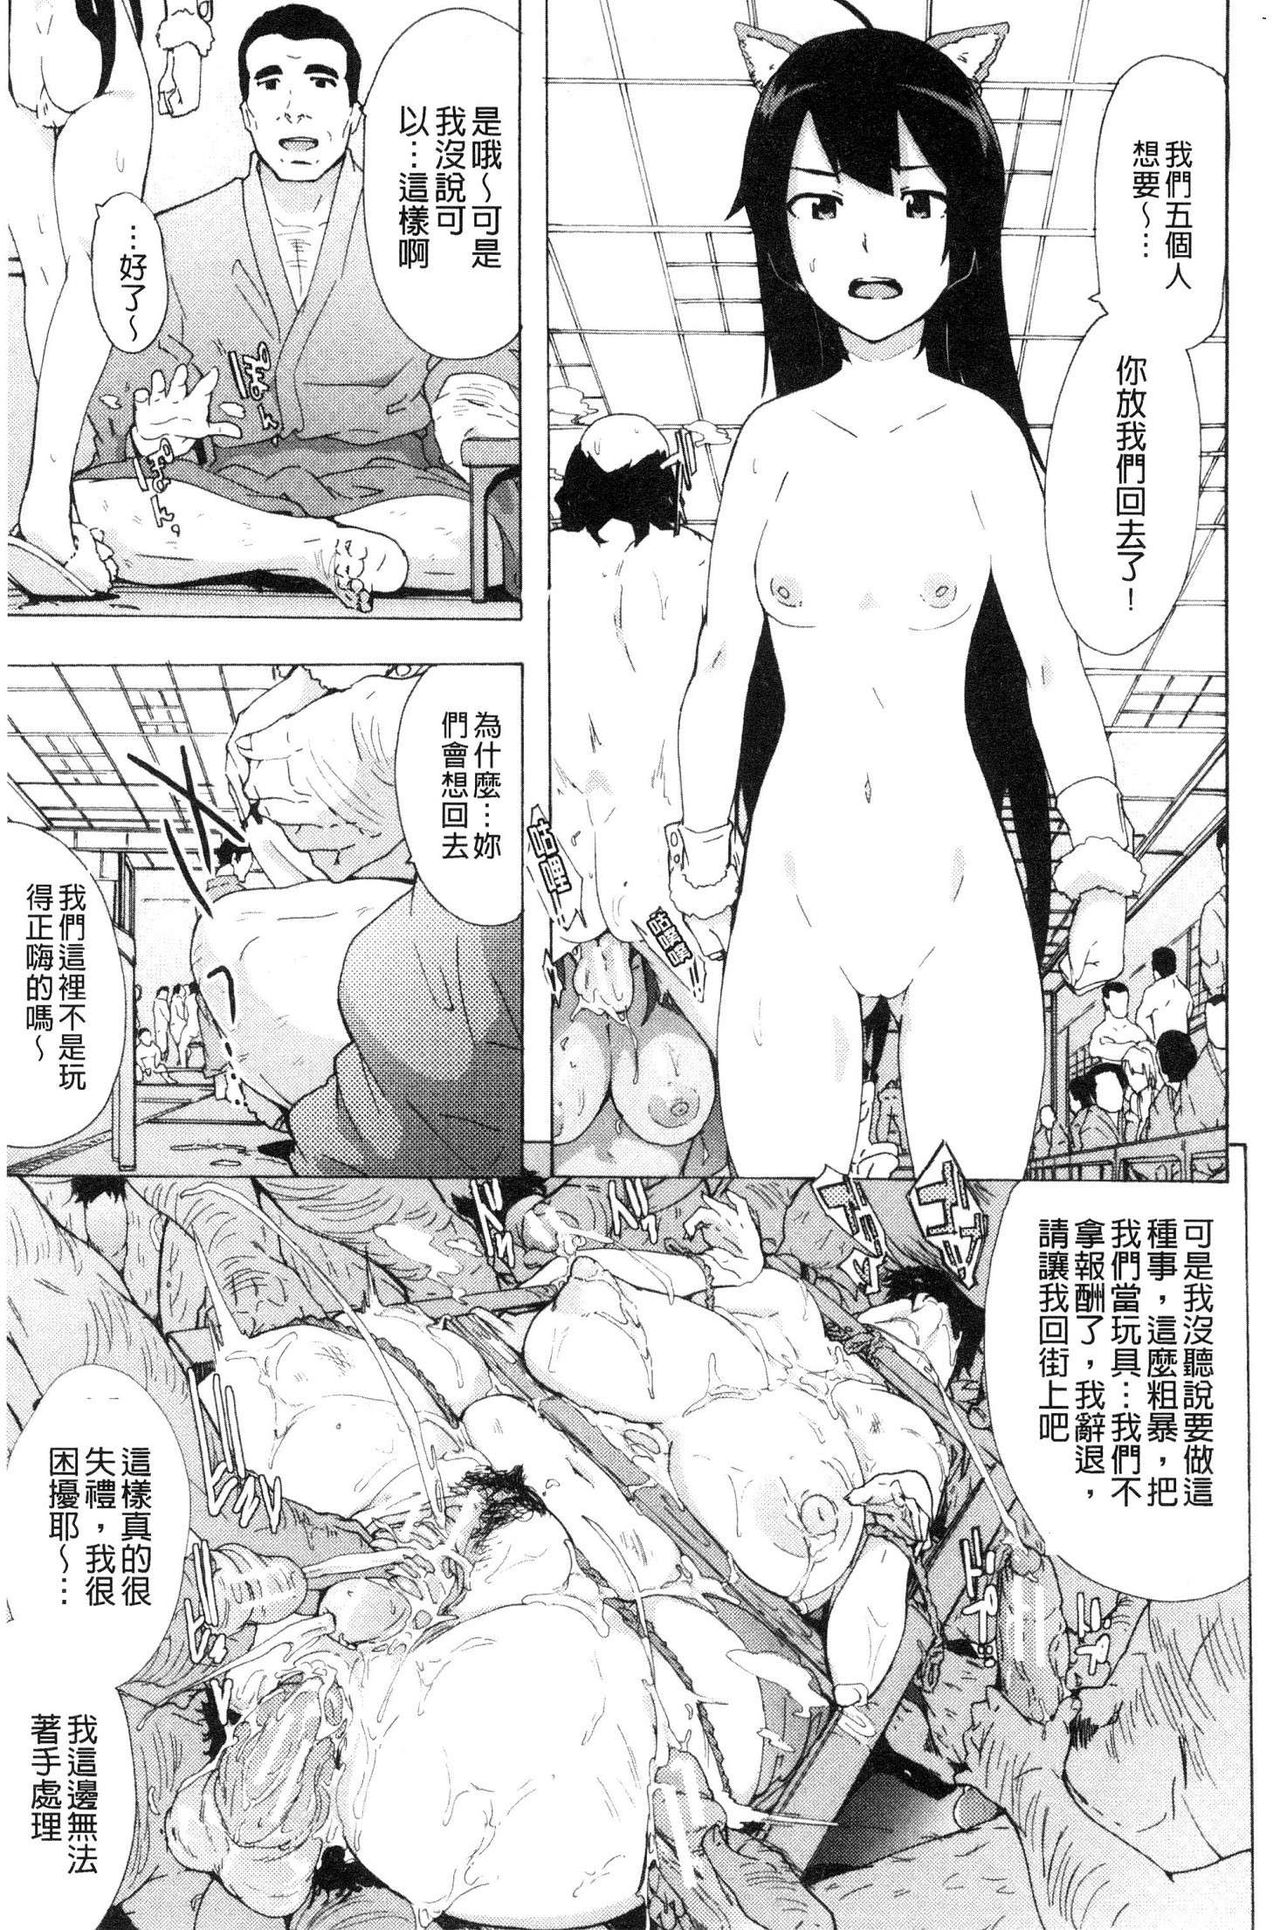 我們五個人
想要～…
你放我們回去了！
是哦～可是
我沒說可
以…這樣啊
…好了～
為什麼…妳
們會想回去
我們這裡不是玩
得正嗨的嗎～
可是我沒聽說要做這
種事，這麼粗暴，把
我們當玩具…我們不
拿報酬了，我辭退，
請讓我回街上吧
這樣真的很
失禮，我很
困擾耶～…
我這邊無法
著手處理